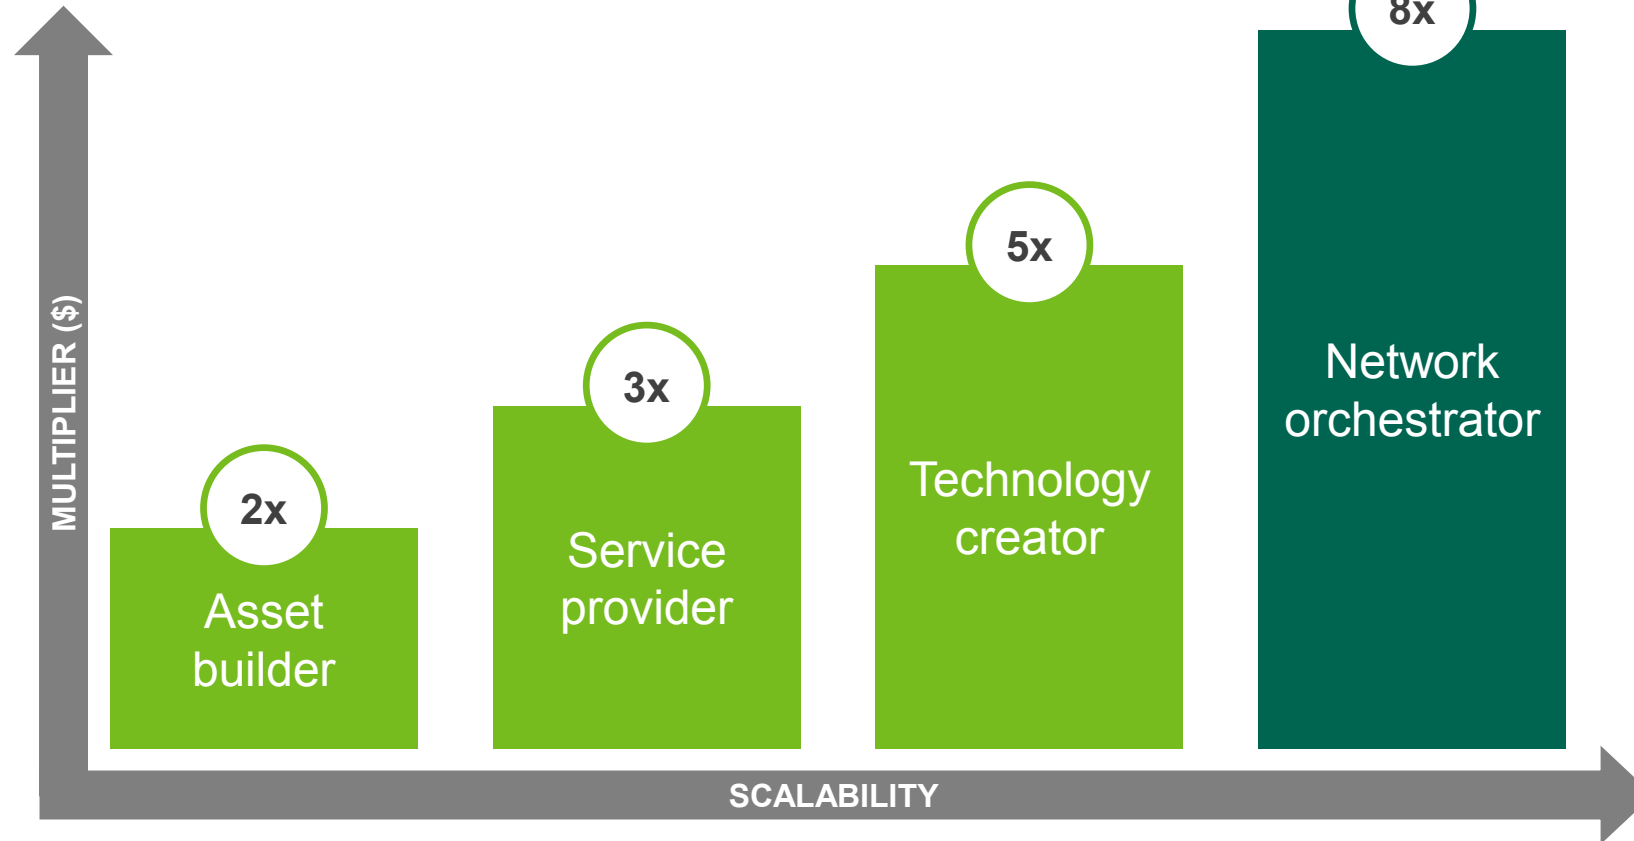 MULTIPLIER ($)
2x
Asset
builder
3x
Service
provider
5x
Technology
creator
8x
Network
orchestrator
SCALABILITY